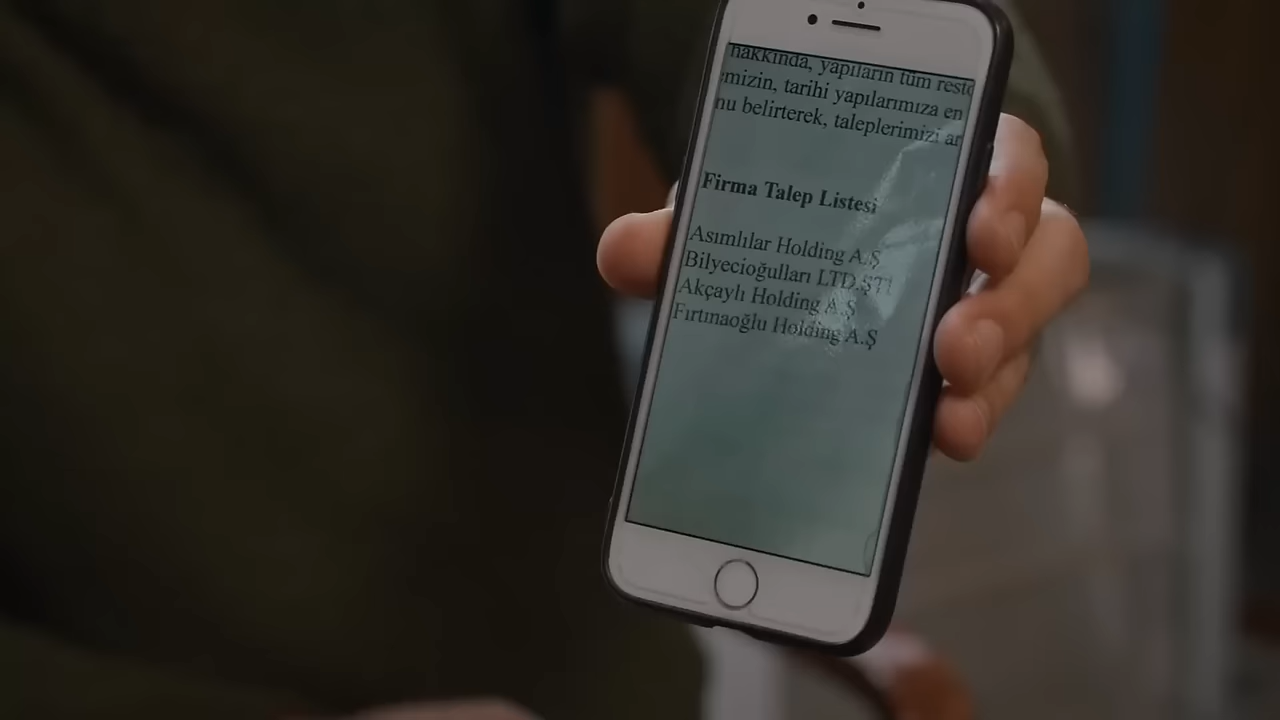 hakkında, yapıların tüm resto
emizin, tarihi yapılarımıza en
nu belirterek, taleplerimizi ar
Firma Talep Listesi
Asımlılar Holding A.Ş
Bilyecioğulları LTD.ŞTİ
Akçaylı Holding A.Ş
Fırtınaoğlu Holding A.Ş